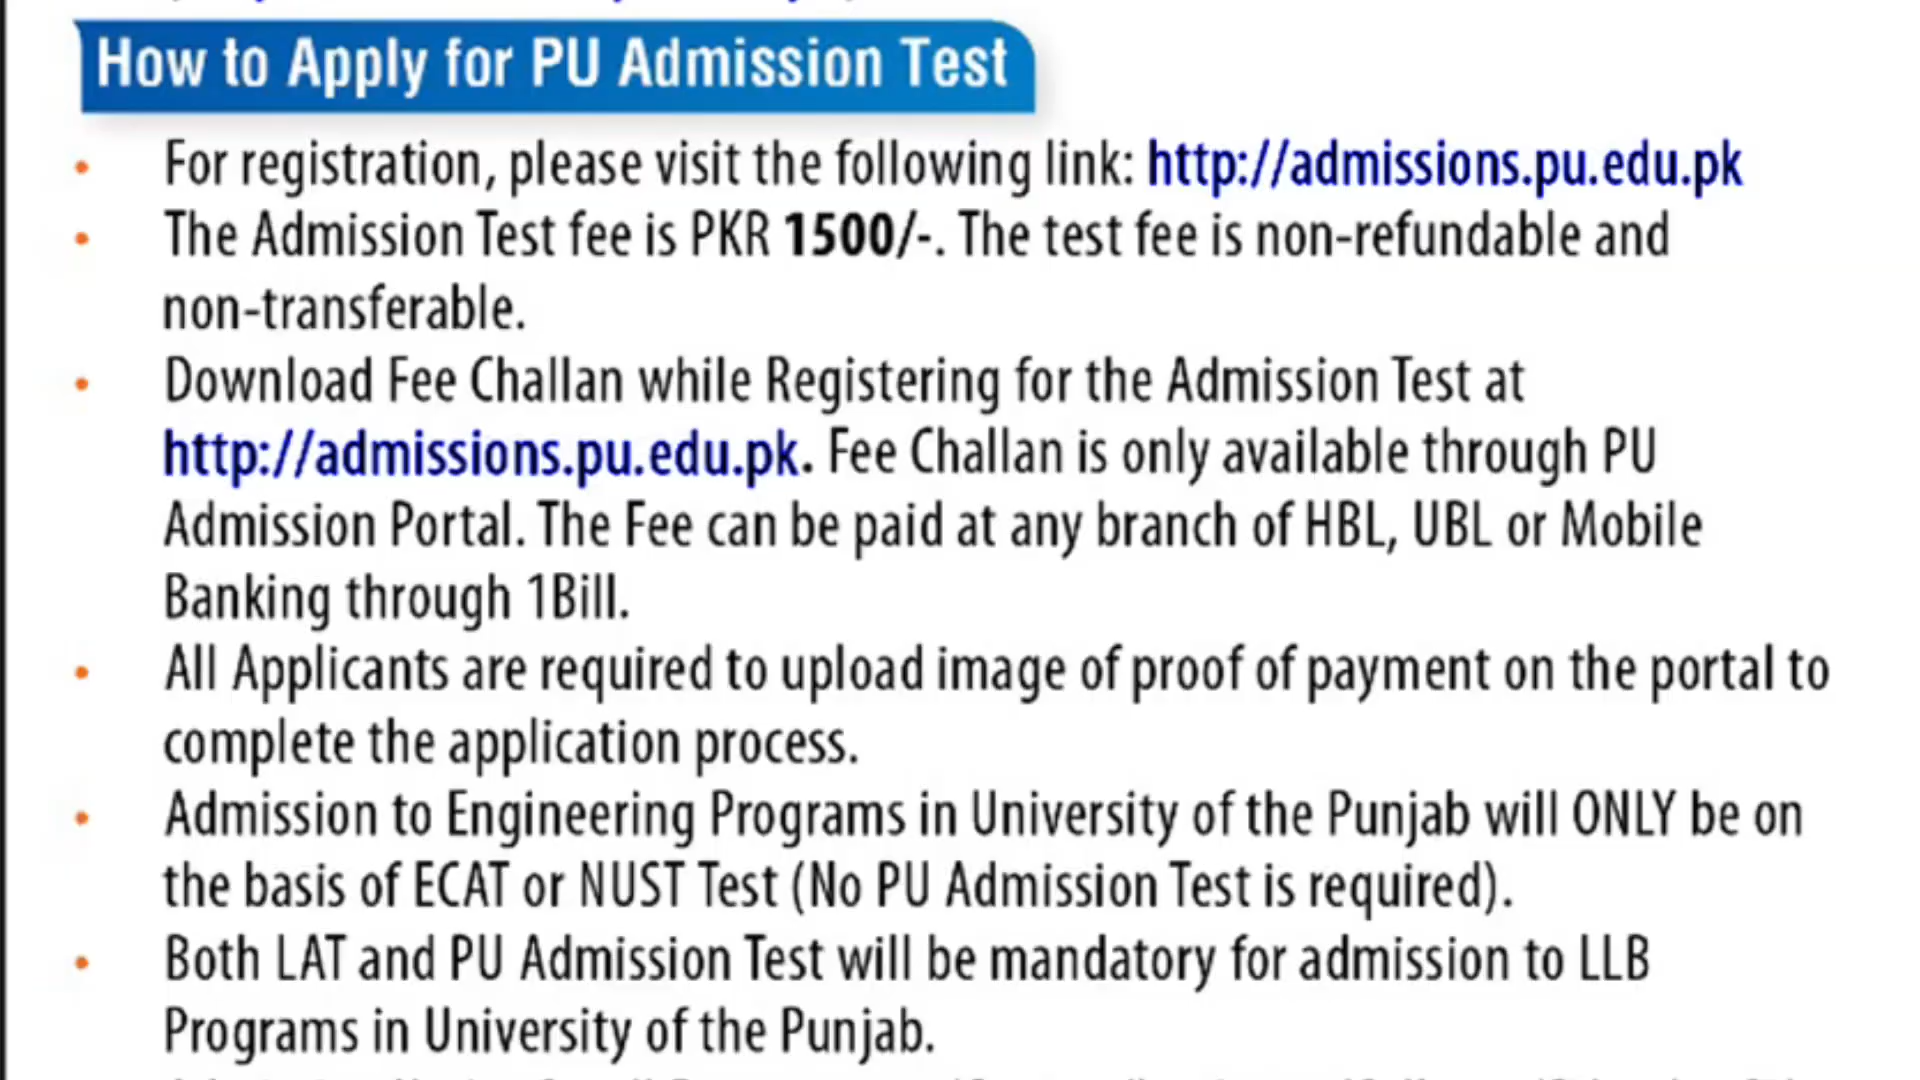 How to Apply for PU Admission Test
• For registration, please visit the following link: http://admissions.pu.edu.pk
• The Admission Test fee is PKR 1500/-. The test fee is non-refundable and
non-transferable.
• Download Fee Challan while Registering for the Admission Test at
http://admissions.pu.edu.pk. Fee Challan is only available through PU
Admission Portal. The Fee can be paid at any branch of HBL, UBL or Mobile
Banking through 1Bill.
• All Applicants are required to upload image of proof of payment on the portal to
complete the application process.
• Admission to Engineering Programs in University of the Punjab will ONLY be on
the basis of ECAT or NUST Test (No PU Admission Test is required).
• Both LAT and PU Admission Test will be mandatory for admission to LLB
Programs in University of the Punjab.